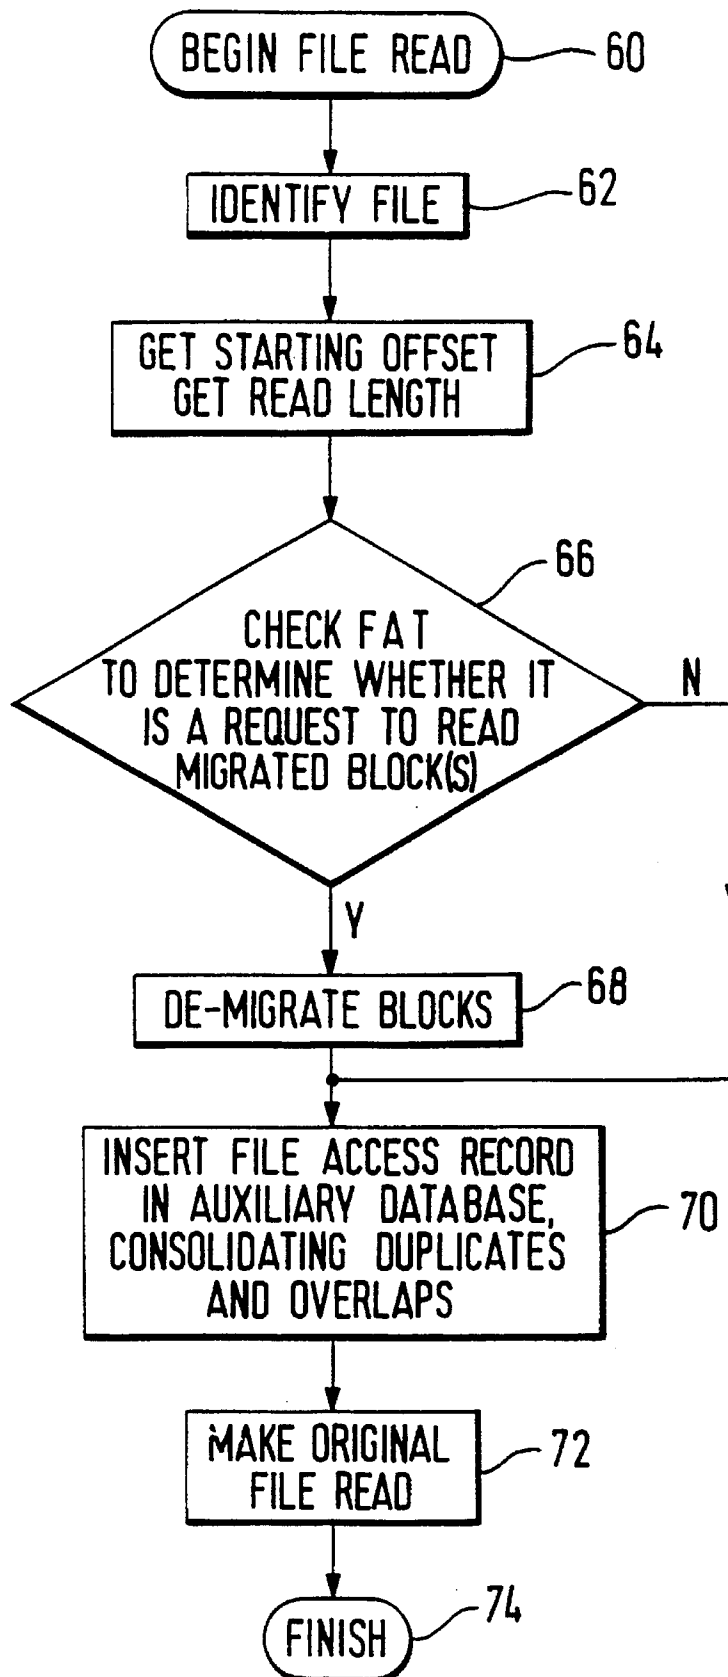 BEGIN FILE READ
60
IDENTIFY FILE
62
GET STARTING OFFSET
GET READ LENGTH
64
66
CHECK FAT
TO DETERMINE WHETHER IT
IS A REQUEST TO READ
MIGRATED BLOCK(S)
N
Y
DE-MIGRATE BLOCKS
68
INSERT FILE ACCESS RECORD
IN AUXILIARY DATABASE,
CONSOLIDATING DUPLICATES
AND OVERLAPS
70
MAKE ORIGINAL
FILE READ
72
FINISH
74